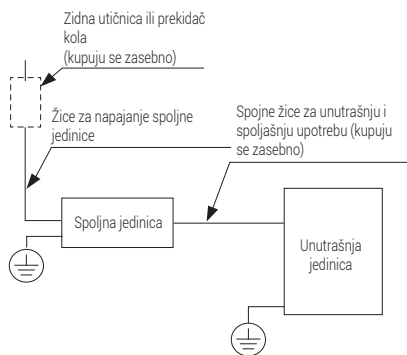 Zidna utičnica ili prekidač
kola
(kupuju se zasebno)
Žice za napajanje spoljne
jedinice
Spojne žice za unutrašnju i
spoljašnju upotrebu (kupuju
se zasebno)
Spoljna jedinica
Unutrašnja
jedinica